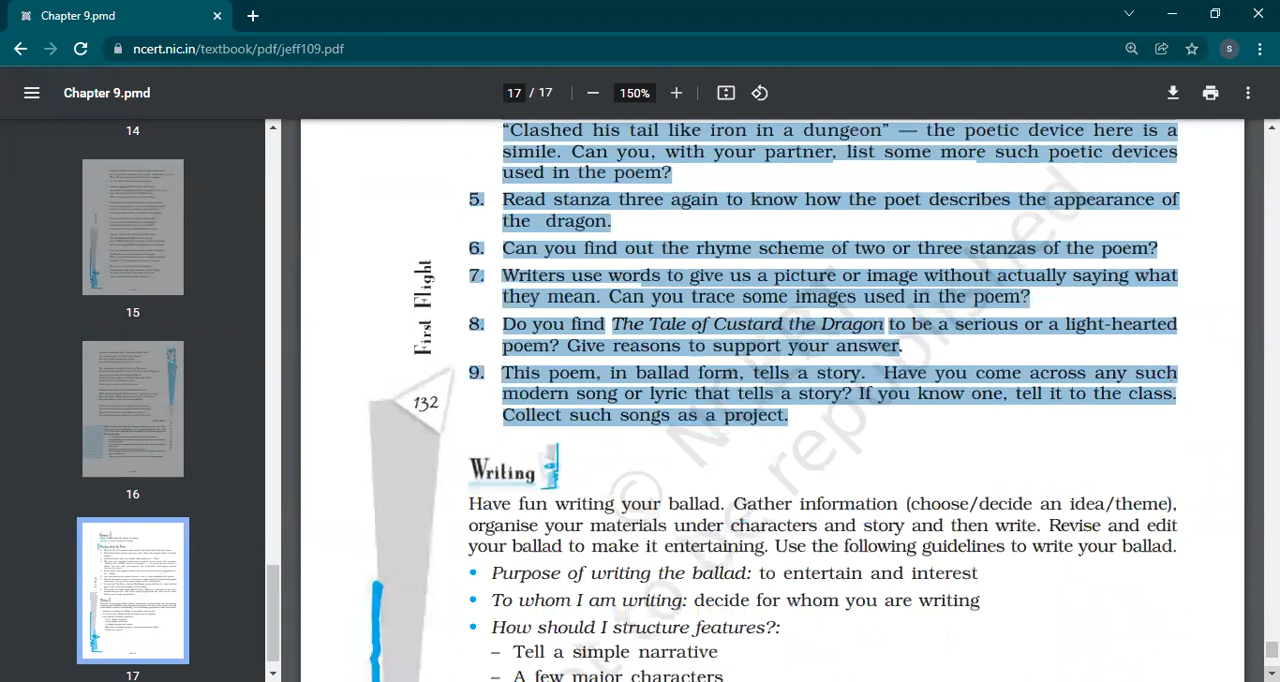 Chapter 9.pmd
ncert.nic.in/textbook/pdf/jeff109.pdf
S
Chapter 9.pmd
17 / 17
150%
14
15
16
17
"Clashed his tail like iron in a dungeon" — the poetic device here is a
simile. Can you, with your partner, list some more such poetic devices
used in the poem?
5. Read stanza three again to know how the poet describes the appearance of
the dragon.
6. Can you find out the rhyme scheme of two or three stanzas of the poem?
7. Writers use words to give us a picture or image without actually saying what
they mean. Can you trace some images used in the poem?
8. Do you find The Tale of Custard the Dragon to be a serious or a light-hearted
poem? Give reasons to support your answer.
9. This poem, in ballad form, tells a story. Have you come across any such
modern song or lyric that tells a story? If you know one, tell it to the class.
Collect such songs as a project.
First Flight
132
Writing
Have fun writing your ballad. Gather information (choose/decide an idea/theme),
organise your materials under characters and story and then write. Revise and edit
your ballad to make it entertaining. Use the following guidelines to write your ballad.
• Purpose of writing the ballad: to entertain and interest
• To whom I am writing: decide for whom you are writing
• How should I structure features?:
– Tell a simple narrative
– A few major characters